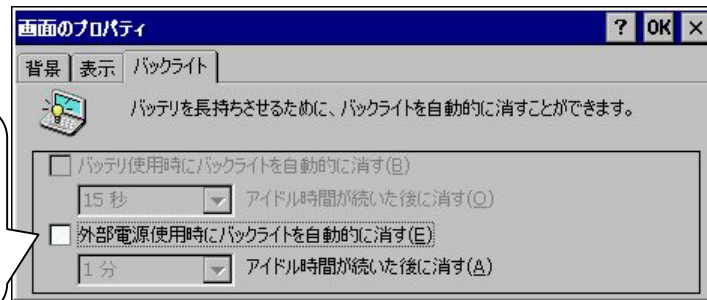 画面のプロパティ ? OK ×
背景 表示 バックライト
バッテリを長持ちさせるために、バックライトを自動的に消すことができます。
バッテリ使用時にバックライトを自動的に消す(B)
15 秒 アイドル時間が続いた後に消す(O)
外部電源使用時にバックライトを自動的に消す(E)
1 分 アイドル時間が続いた後に消す(A)